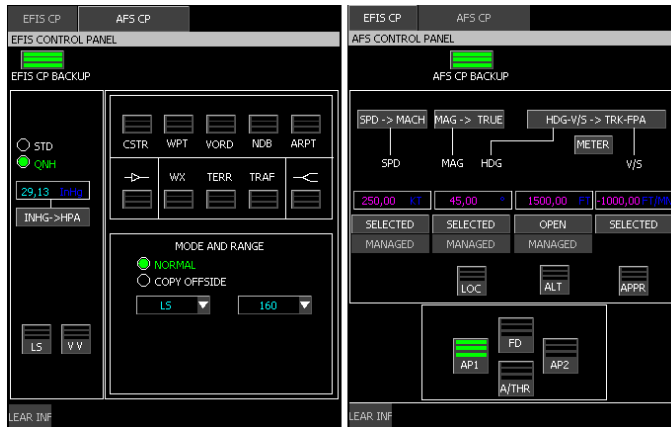 EFIS CP AFS CP
EFIS CONTROL PANEL
EFIS CP BACKUP
STD
QNH
29,13 InHg
INHG->HPA
LS V V
CSTR WPT VORD NDB ARPT
WX TERR TRAF
MODE AND RANGE
NORMAL
COPY OFFSIDE
LS 160
LEAR INF
EFIS CP AFS CP
AFS CONTROL PANEL
AFS CP BACKUP
SPD -> MACH MAG -> TRUE HDG-V/S -> TRK-FPA
METER
SPD MAG HDG V/S
250,00 KT 45,00 ° 1500,00 FT -1000,00 FT/M
SELECTED SELECTED OPEN SELECTED
MANAGED MANAGED MANAGED
LOC ALT APPR
FD
AP1 AP2
A/THR
LEAR INF